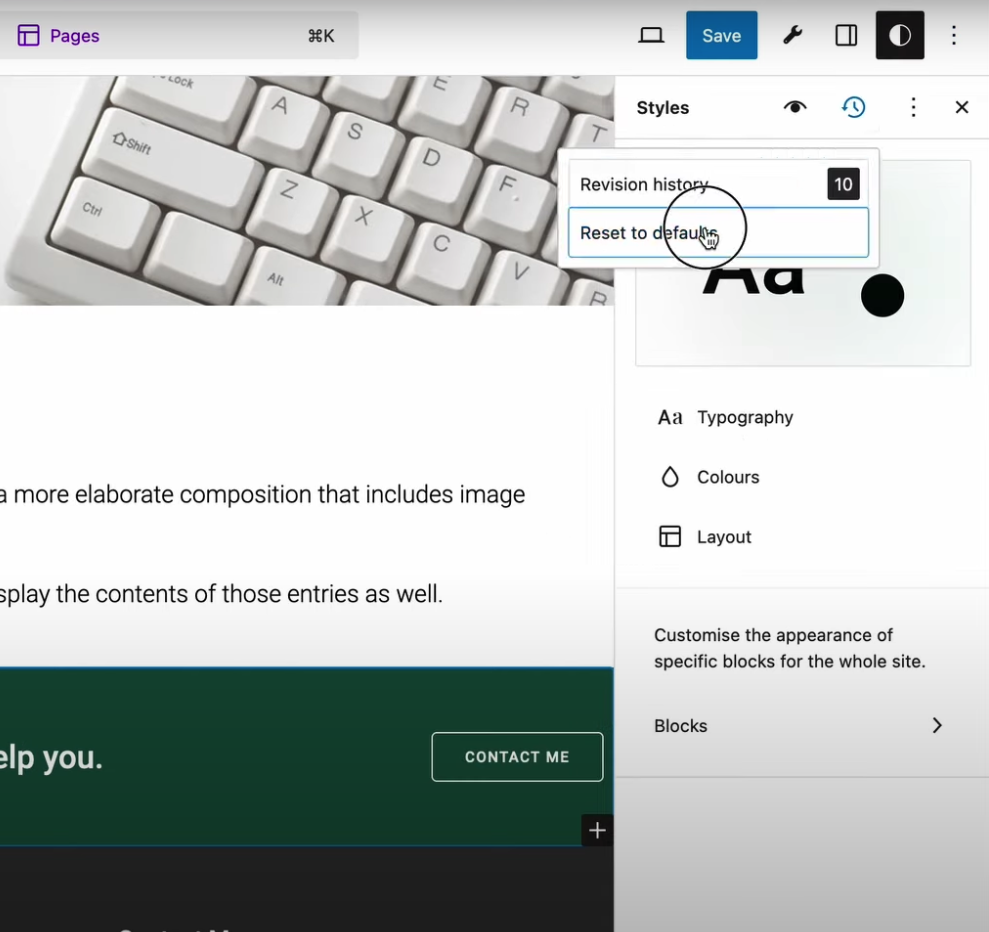 Pages
⌘K
Save
Lock
E
R
T
A
S
D
F
Shift
Z
X
C
V
B
Ctrl
Alt
Styles
Revision history
10
Reset to defaults
Aa
Aa Typography
Colours
Layout
a more elaborate composition that includes image
splay the contents of those entries as well.
Customise the appearance of
specific blocks for the whole site.
Blocks
elp you.
CONTACT ME